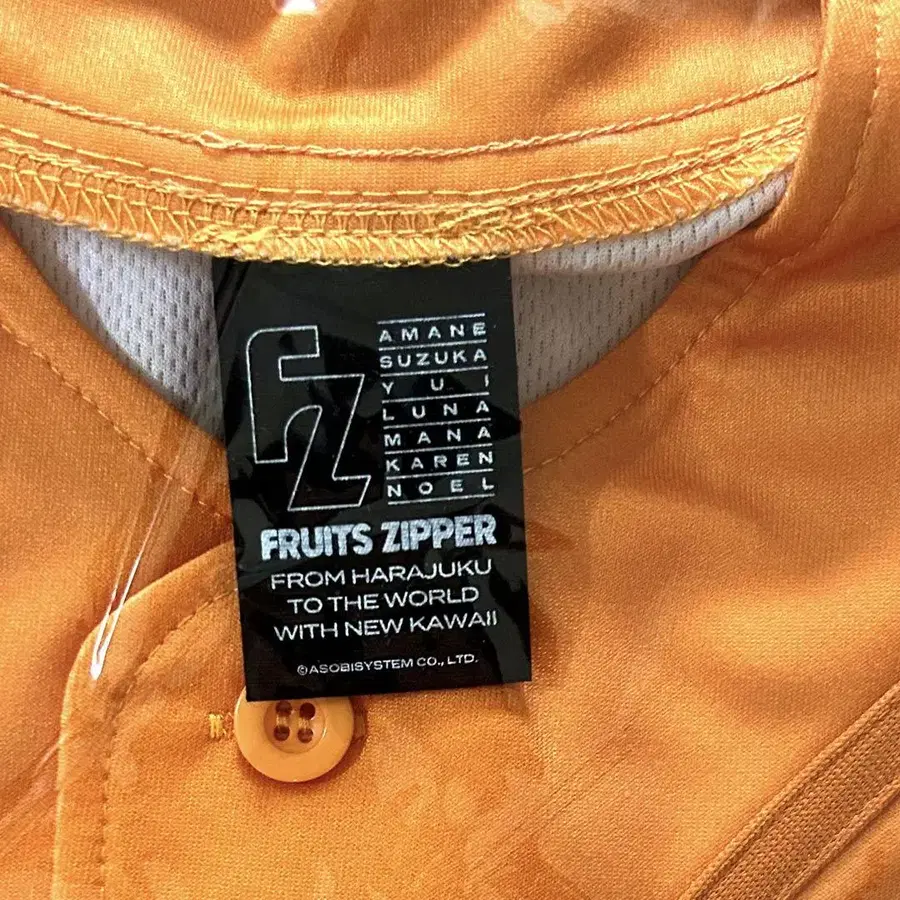 FZ
AMANE
SUZUKA
YUI
LUNA
MANA
KAREN
NOEL
FRUITS ZIPPER
FROM HARAJUKU
TO THE WORLD
WITH NEW KAWAII
©ASOBISYSTEM CO., LTD.